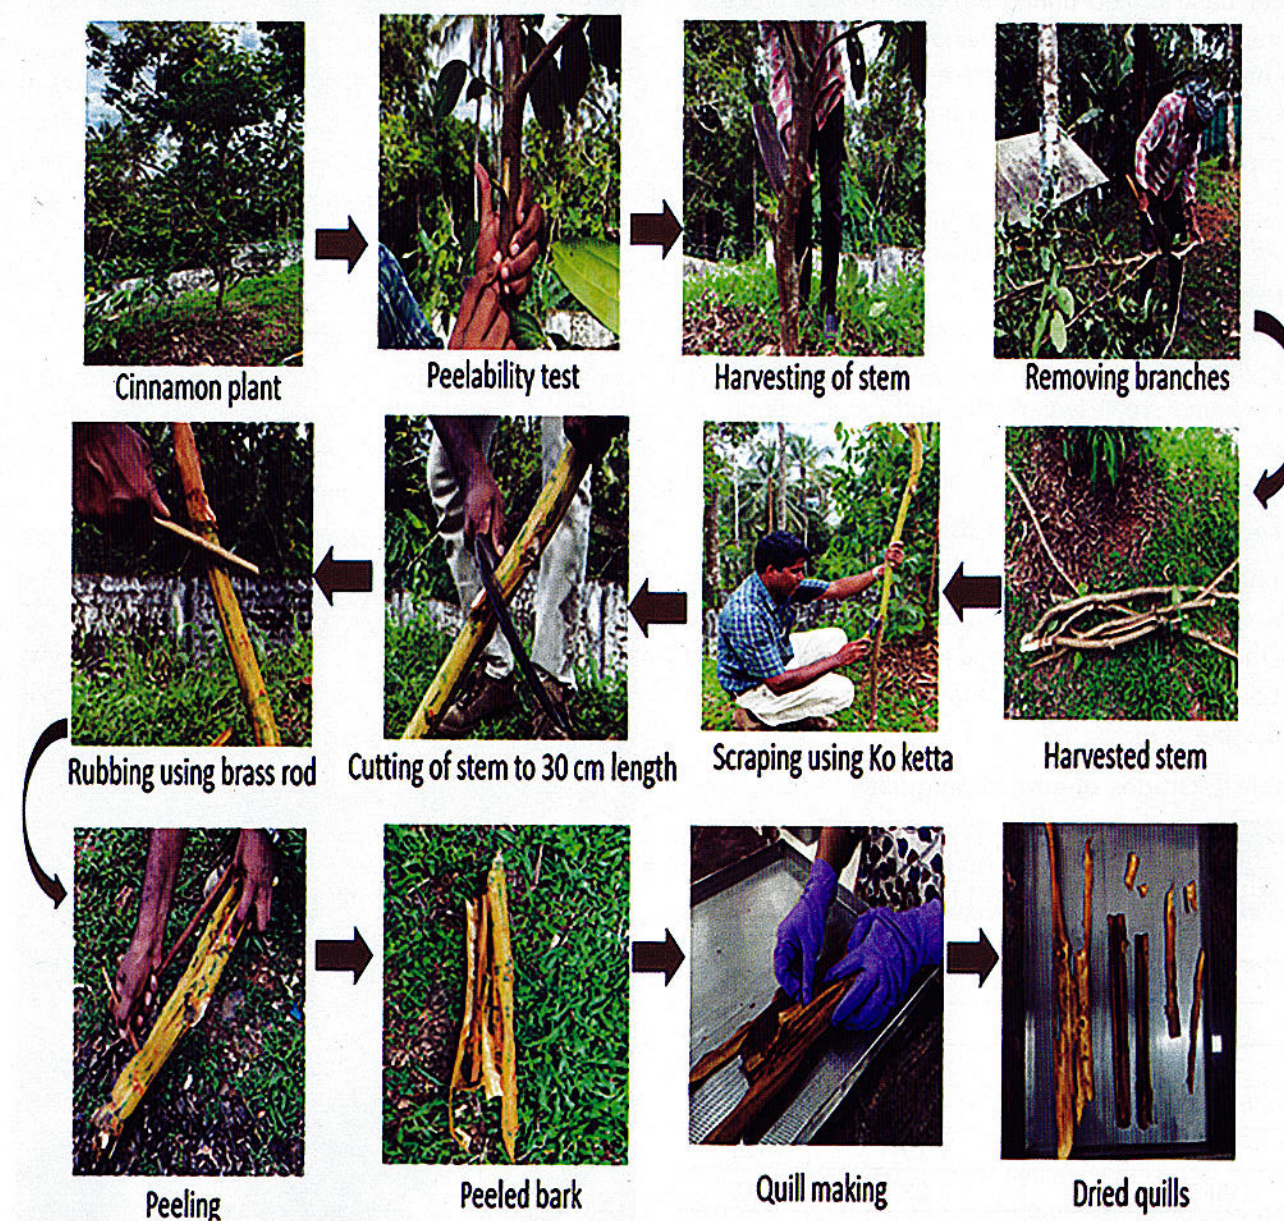 Cinnamon plant
Peelability test
Harvesting of stem
Removing branches
Rubbing using brass rod
Cutting of stem to 30 cm length
Scraping using Ko ketta
Harvested stem
Peeling
Peeled bark
Quill making
Dried quills